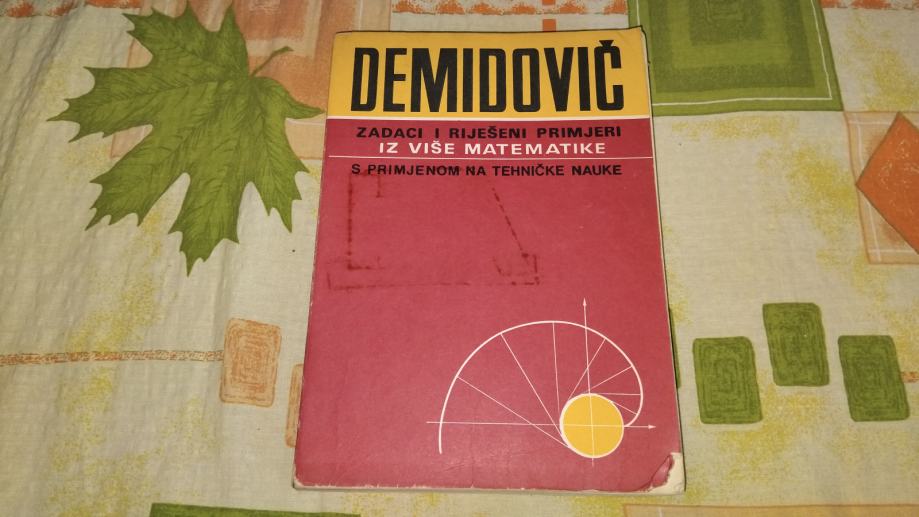 DEMIDOVIČ
ZADACI I RIJEŠENI PRIMJERI
IZ VIŠE MATEMATIKE
S PRIMJENOM NA TEHNIČKE NAUKE